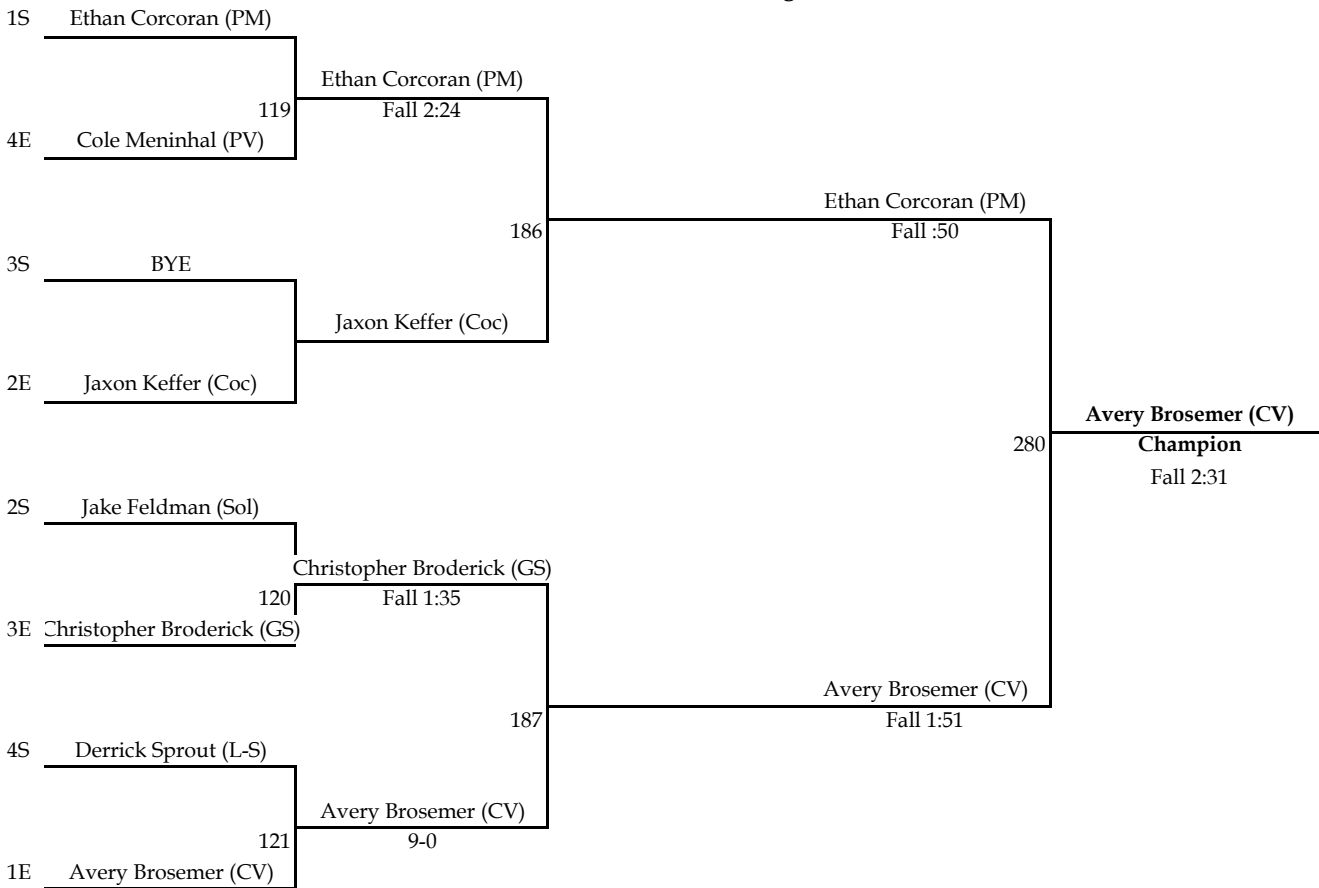 1S Ethan Corcoran (PM)
Ethan Corcoran (PM)
119 Fall 2:24
4E Cole Meninhal (PV)
Ethan Corcoran (PM)
186 Fall :50
3S BYE
Jaxon Keffer (Coc)
2E Jaxon Keffer (Coc)
Avery Brosemer (CV)
280 Champion
Fall 2:31
2S Jake Feldman (Sol)
Christopher Broderick (GS)
120 Fall 1:35
3E Christopher Broderick (GS)
Avery Brosemer (CV)
187 Fall 1:51
4S Derrick Sprout (L-S)
Avery Brosemer (CV)
121 9-0
1E Avery Brosemer (CV)